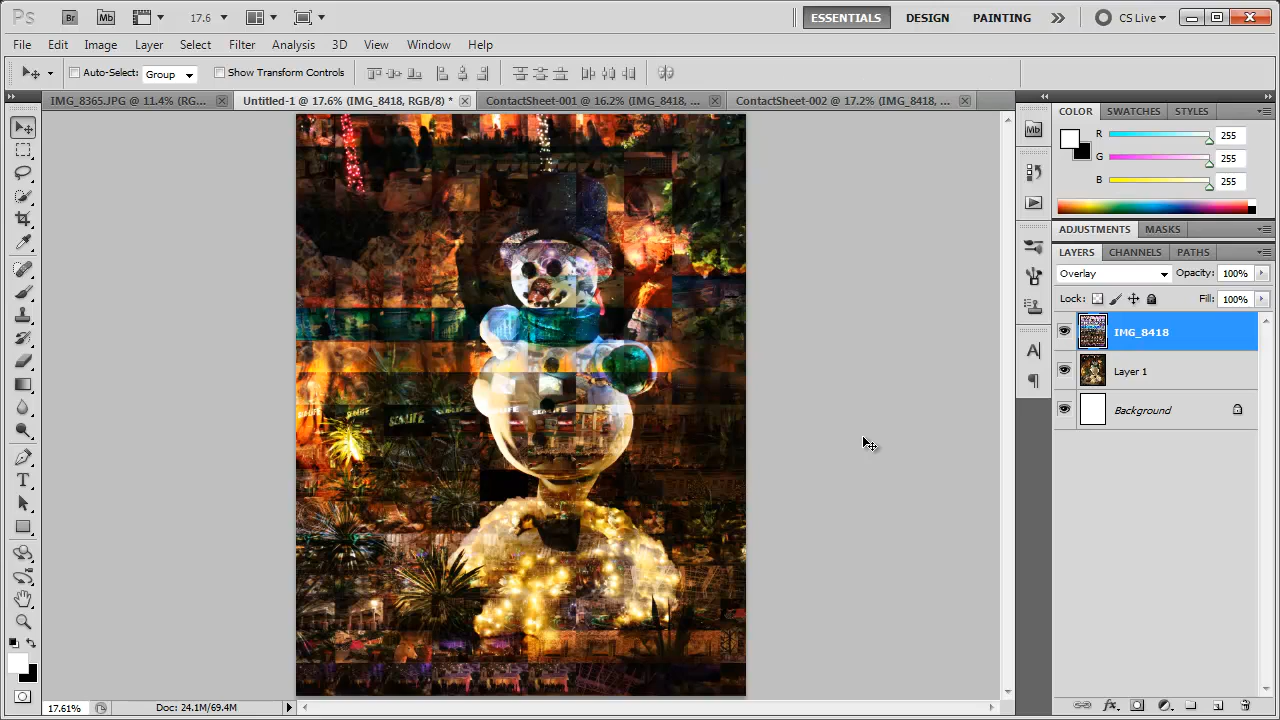 Ps Br Mb 17.6 ESSENTIALS DESIGN PAINTING CS Live
File Edit Image Layer Select Filter Analysis 3D View Window Help
Auto-Select: Group Show Transform Controls
IMG_8365.JPG @ 11.4% (RG... Untitled-1 @ 17.6% (IMG_8418, RGB/8) * ContactSheet-001 @ 16.2% (IMG_8418, ... ContactSheet-002 @ 17.2% (IMG_8418, ...
COLOR SWATCHES STYLES
Mb
R 255
G 255
B 255
ADJUSTMENTS MASKS
LAYERS CHANNELS PATHS
Overlay Opacity: 100%
Lock: Fill: 100%
IMG_8418
Layer 1
Background
SEALIFE
17.61% Doc: 24.1M/69.4M